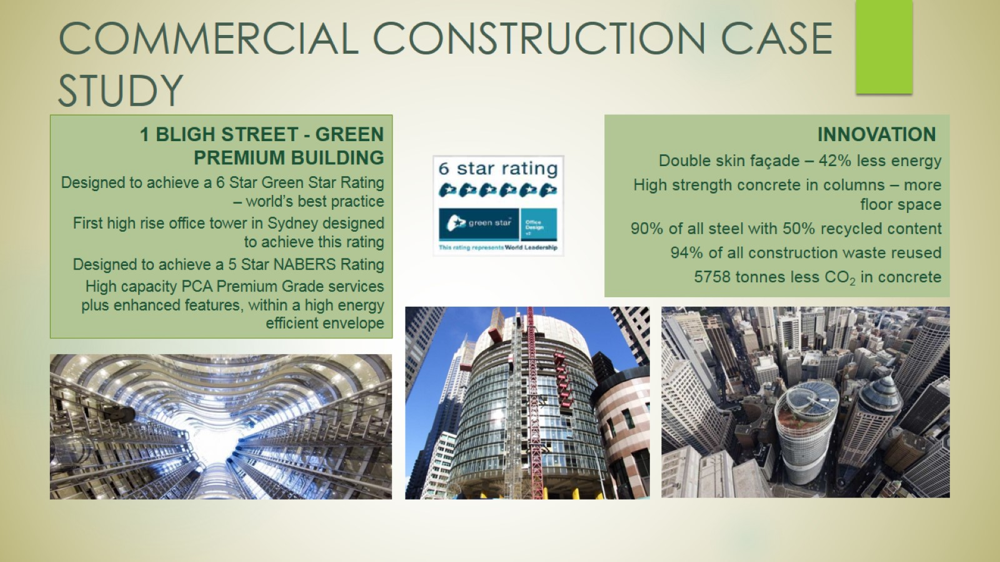 COMMERCIAL CONSTRUCTION CASE
STUDY
1 BLIGH STREET - GREEN
PREMIUM BUILDING
Designed to achieve a 6 Star Green Star Rating
– world’s best practice
First high rise office tower in Sydney designed
to achieve this rating
Designed to achieve a 5 Star NABERS Rating
High capacity PCA Premium Grade services
plus enhanced features, within a high energy
efficient envelope
6 star rating
green star™
Office
Design
v2
This rating represents World Leadership
INNOVATION
Double skin façade – 42% less energy
High strength concrete in columns – more
floor space
90% of all steel with 50% recycled content
94% of all construction waste reused
5758 tonnes less CO₂ in concrete